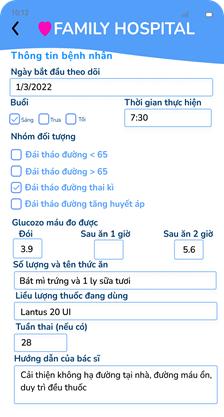 10:12
FAMILY HOSPITAL
Thông tin bệnh nhân
Ngày bắt đầu theo dõi
1/3/2022
Buổi Thời gian thực hiện
Sáng Trưa Tối 7:30
Nhóm đối tượng
Đái tháo đường < 65
Đái tháo đường > 65
Đái tháo đường thai kì
Đái tháo đường tăng huyết áp
Glucozo máu đo được
Đói Sau ăn 1 giờ Sau ăn 2 giờ
3.9 5.6
Số lượng và tên thức ăn
Bát mì trứng và 1 ly sữa tươi
Liều lượng thuốc đang dùng
Lantus 20 UI
Tuần thai (nếu có)
28
Hướng dẫn của bác sĩ
Cải thiện không hạ đường tại nhà, đường máu ổn,
duy trì đều thuốc